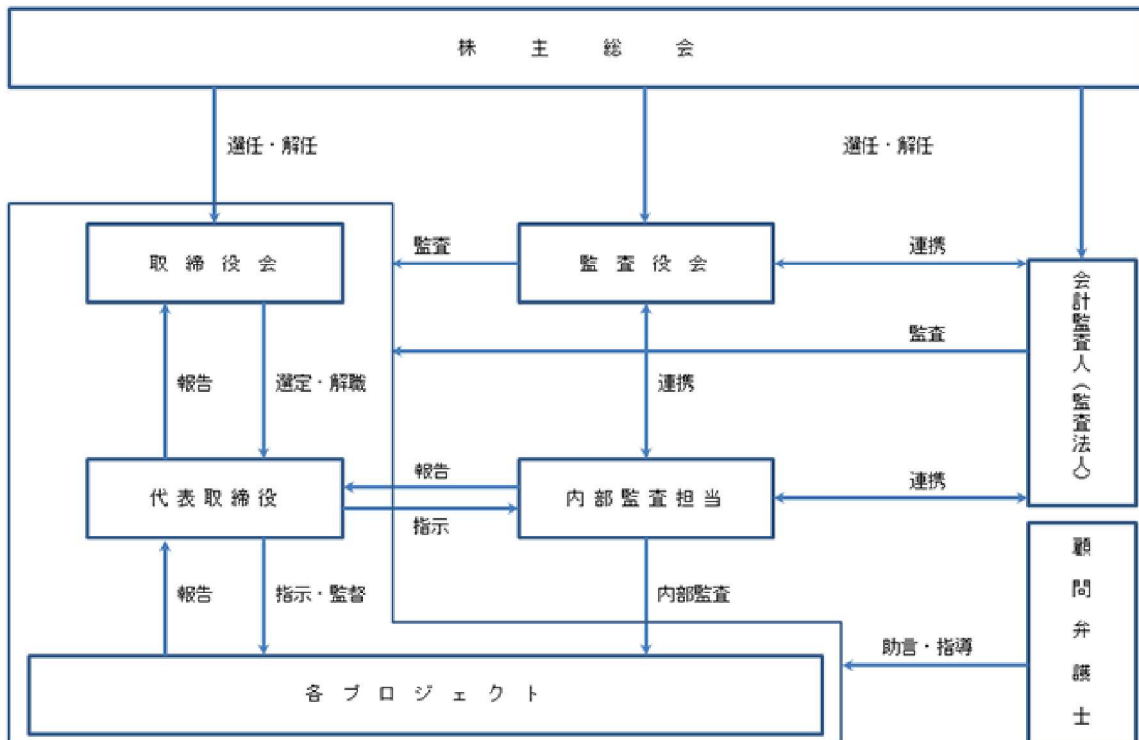 株主総会
選任・解任
選任・解任
取締役会
監査
監査役会
連携
会計監査人(監査法人)
監査
報告
選定・解職
連携
代表取締役
報告
指示
内部監査担当
連携
報告
指示・監督
内部監査
顧問弁護士
助言・指導
各プロジェクト